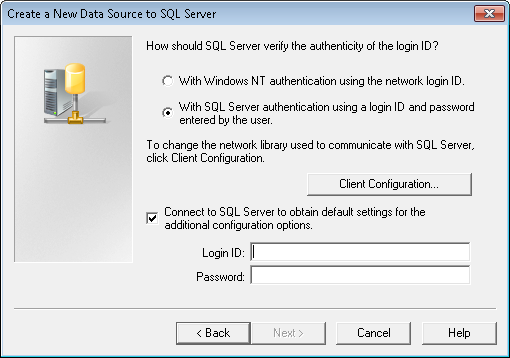 Create a New Data Source to SQL Server
How should SQL Server verify the authenticity of the login ID?
With Windows NT authentication using the network login ID.
With SQL Server authentication using a login ID and password
entered by the user.
To change the network library used to communicate with SQL Server,
click Client Configuration.
Client Configuration...
Connect to SQL Server to obtain default settings for the
additional configuration options.
Login ID:
Password:
< Back Next > Cancel Help